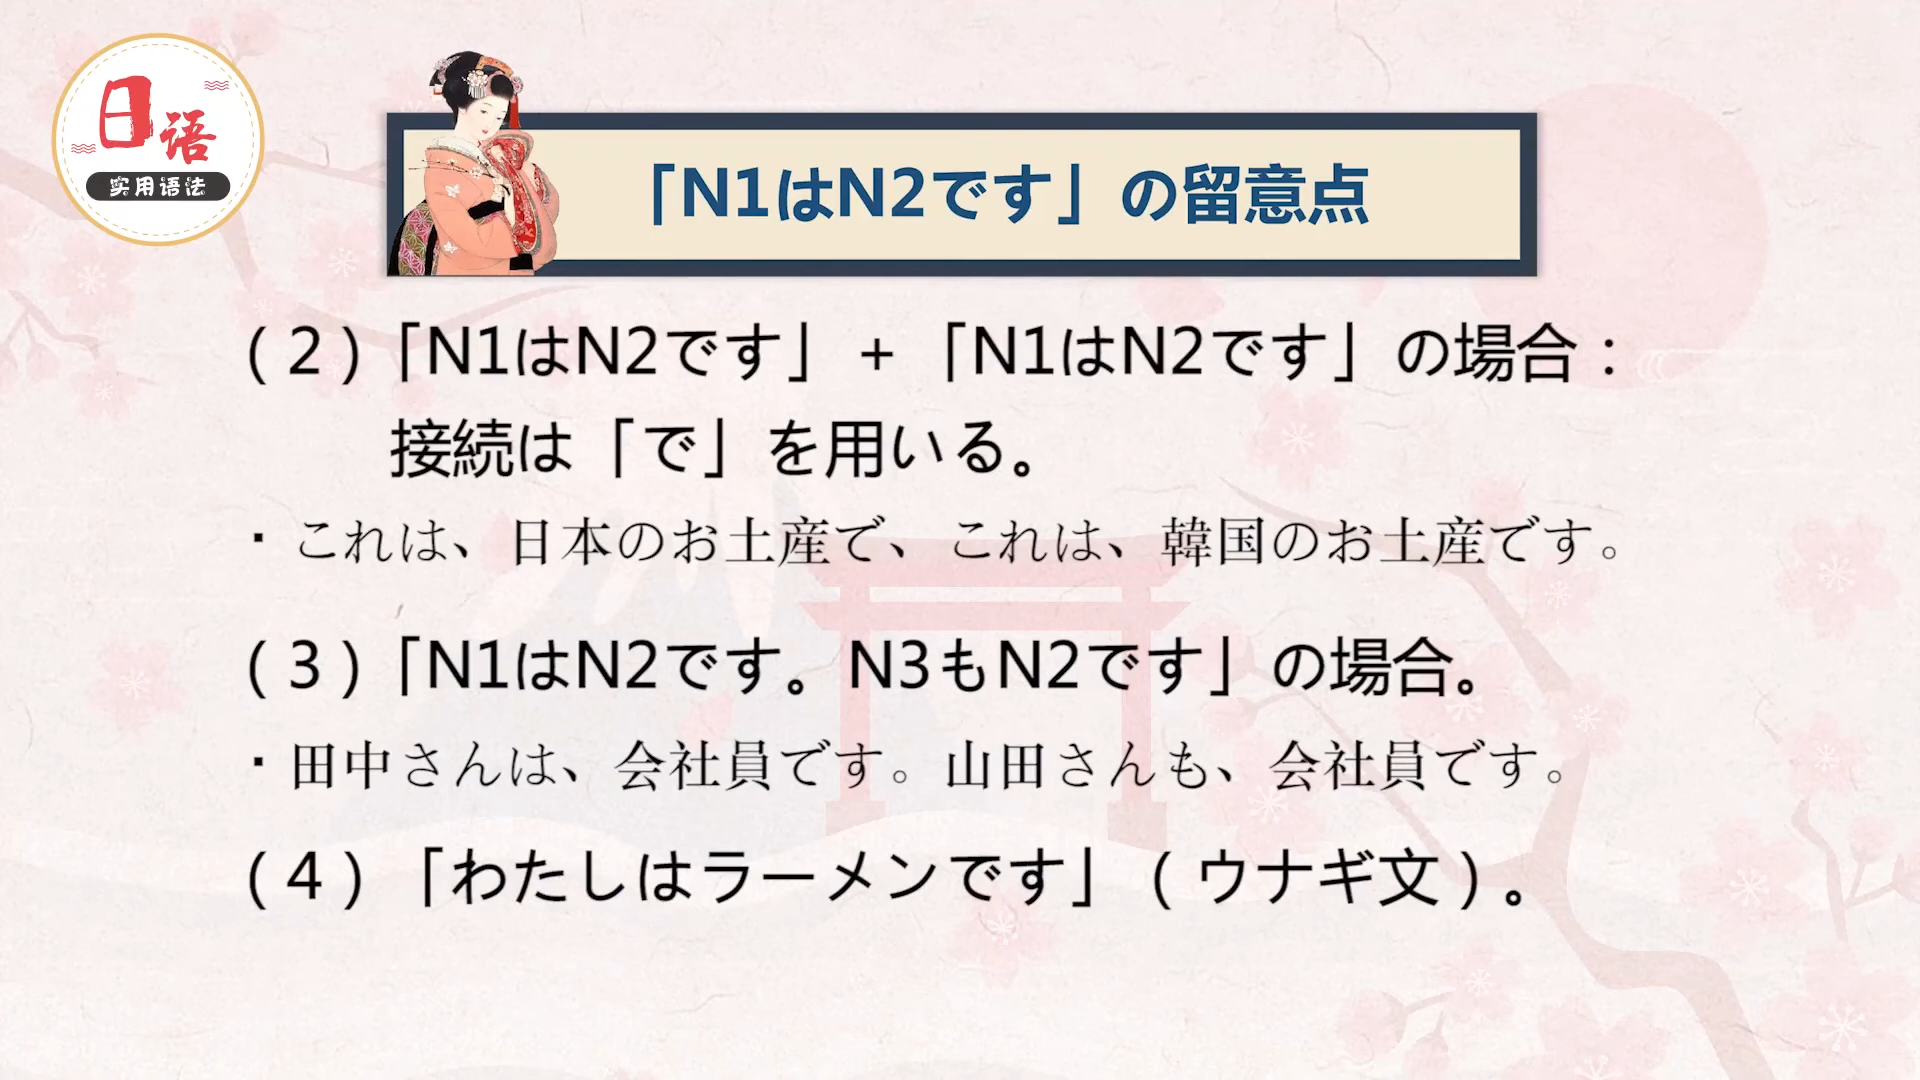 日语
实用语法
「N1はN2です」の留意点
（2）「N1はN2です」＋「N1はN2です」の場合：
接続は「で」を用いる。
・これは、日本のお土産で、これは、韓国のお土産です。
（3）「N1はN2です。N3もN2です」の場合。
・田中さんは、会社員です。山田さんも、会社員です。
（4）「わたしはラーメンです」（ウナギ文）。